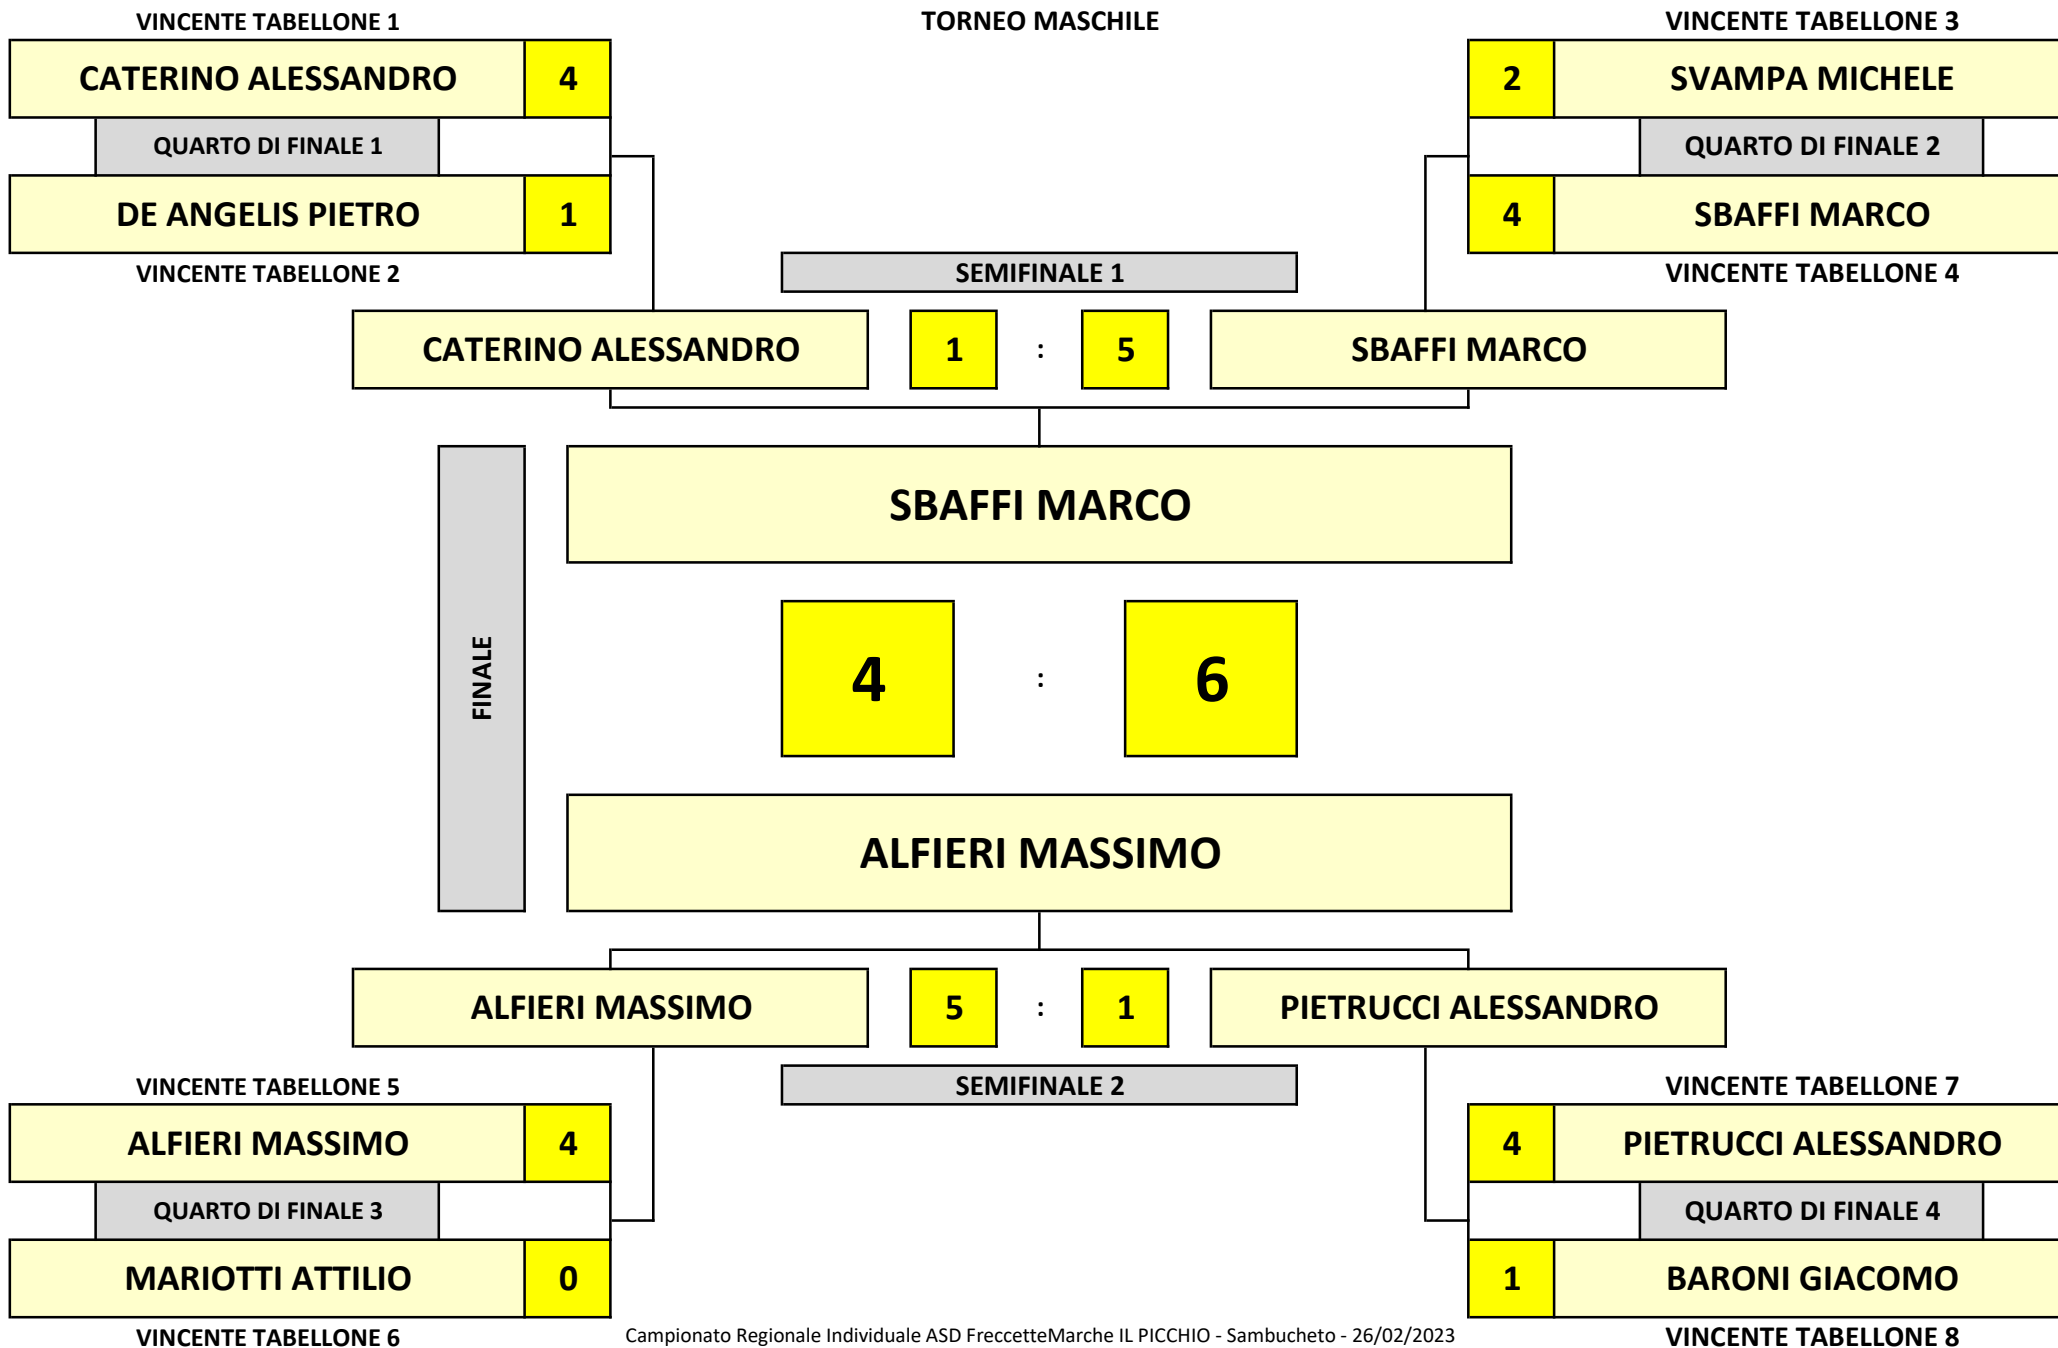 VINCENTE TABELLONE 1
TORNEO MASCHILE
VINCENTE TABELLONE 3
CATERINO ALESSANDRO 4
2 SVAMPA MICHELE
QUARTO DI FINALE 1
QUARTO DI FINALE 2
DE ANGELIS PIETRO 1
4 SBAFFI MARCO
VINCENTE TABELLONE 2
SEMIFINALE 1
VINCENTE TABELLONE 4
CATERINO ALESSANDRO 1 : 5 SBAFFI MARCO
SBAFFI MARCO
FINALE
4 : 6
ALFIERI MASSIMO
ALFIERI MASSIMO 5 : 1 PIETRUCCI ALESSANDRO
VINCENTE TABELLONE 5
SEMIFINALE 2
VINCENTE TABELLONE 7
ALFIERI MASSIMO 4
4 PIETRUCCI ALESSANDRO
QUARTO DI FINALE 3
QUARTO DI FINALE 4
MARIOTTI ATTILIO 0
1 BARONI GIACOMO
VINCENTE TABELLONE 6
Campionato Regionale Individuale ASD FreccetteMarche IL PICCHIO - Sambucheto - 26/02/2023
VINCENTE TABELLONE 8